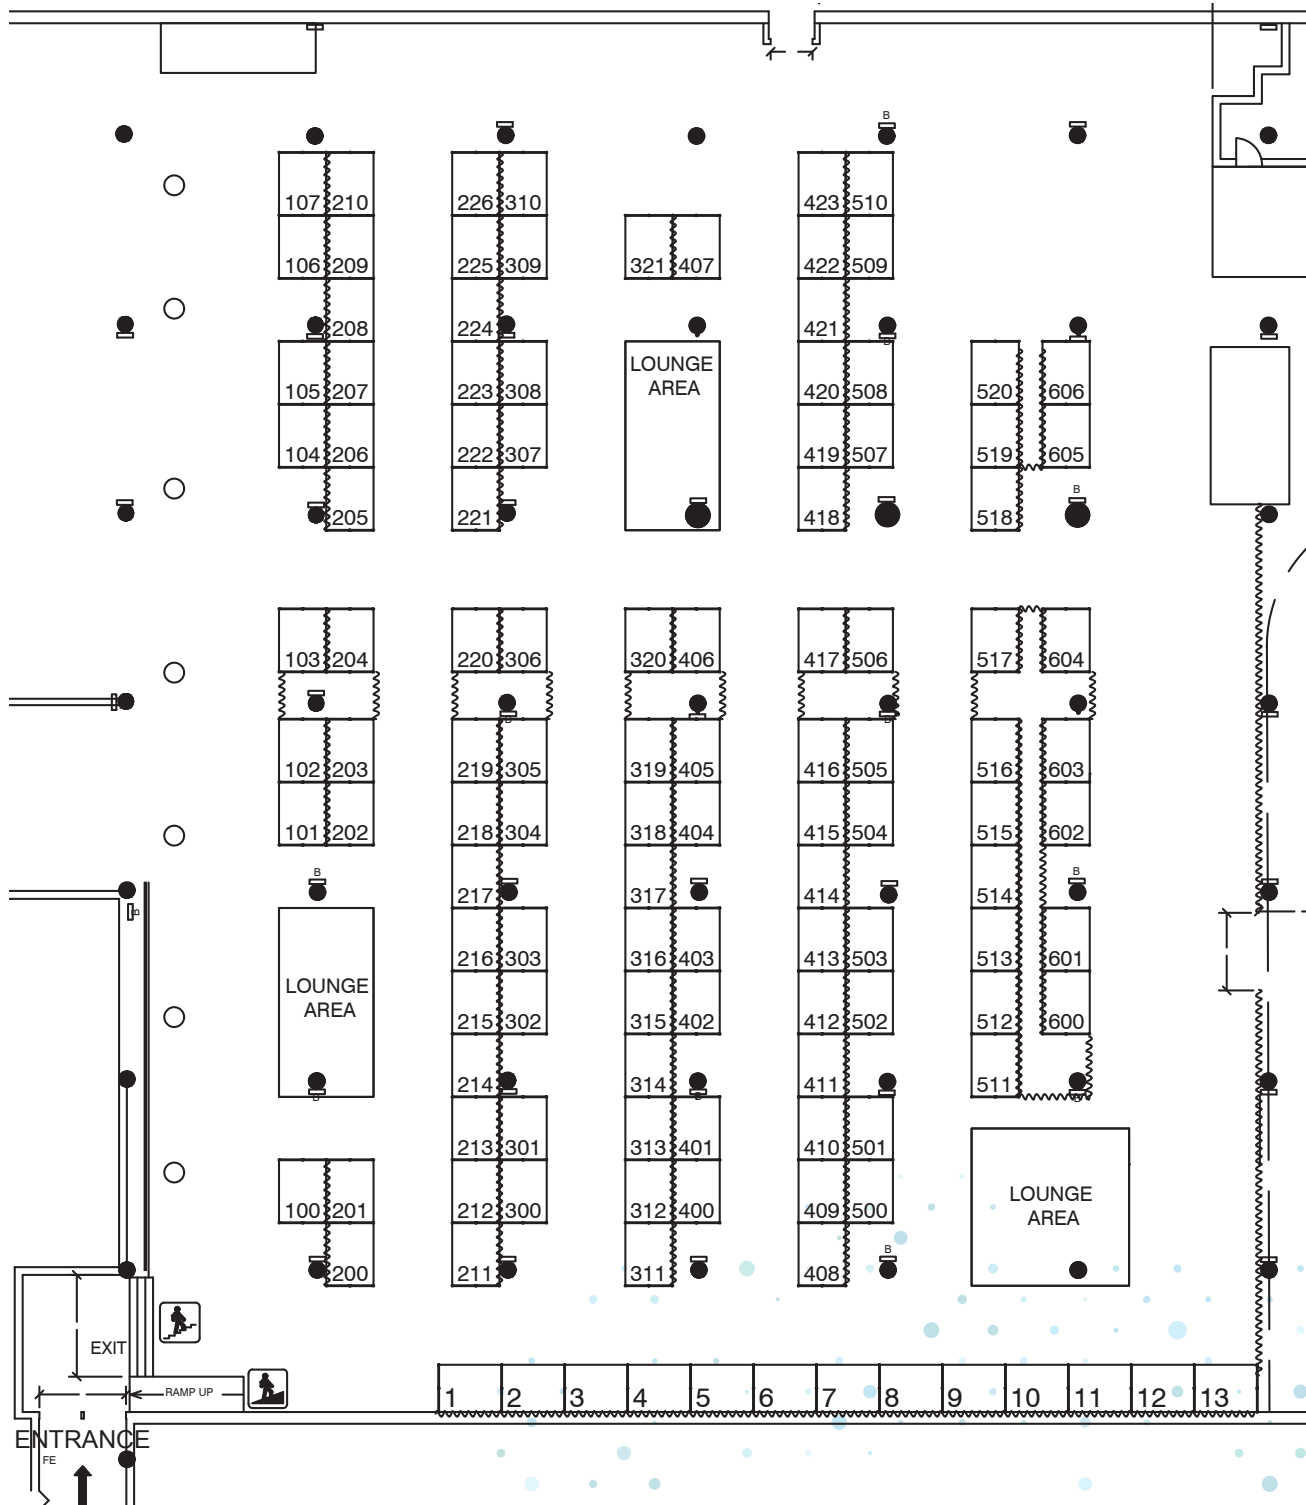 B
107 210 226 310 423 510
106 209 225 309 321 407 422 509
208 224 421
B
LOUNGE
AREA
105 207 223 308 420 508 520 606
104 206 222 307 419 507 519 605
B
205 221 418 518
103 204 220 306 320 406 417 506 517 604
B B
102 203 219 305 319 405 416 505 516 603
101 202 218 304 318 404 415 504 515 602
B B
217 317 414 514
B
216 303 316 403 413 503 513 601
LOUNGE
AREA
215 302 315 402 412 502 512 600
214 314 411 511
B B B
213 301 313 401 410 501
LOUNGE
AREA
100 201 212 300 312 400 409 500
B
200 211 311 408
EXIT
RAMP UP
1 2 3 4 5 6 7 8 9 10 11 12 13
ENTRANCE
FE